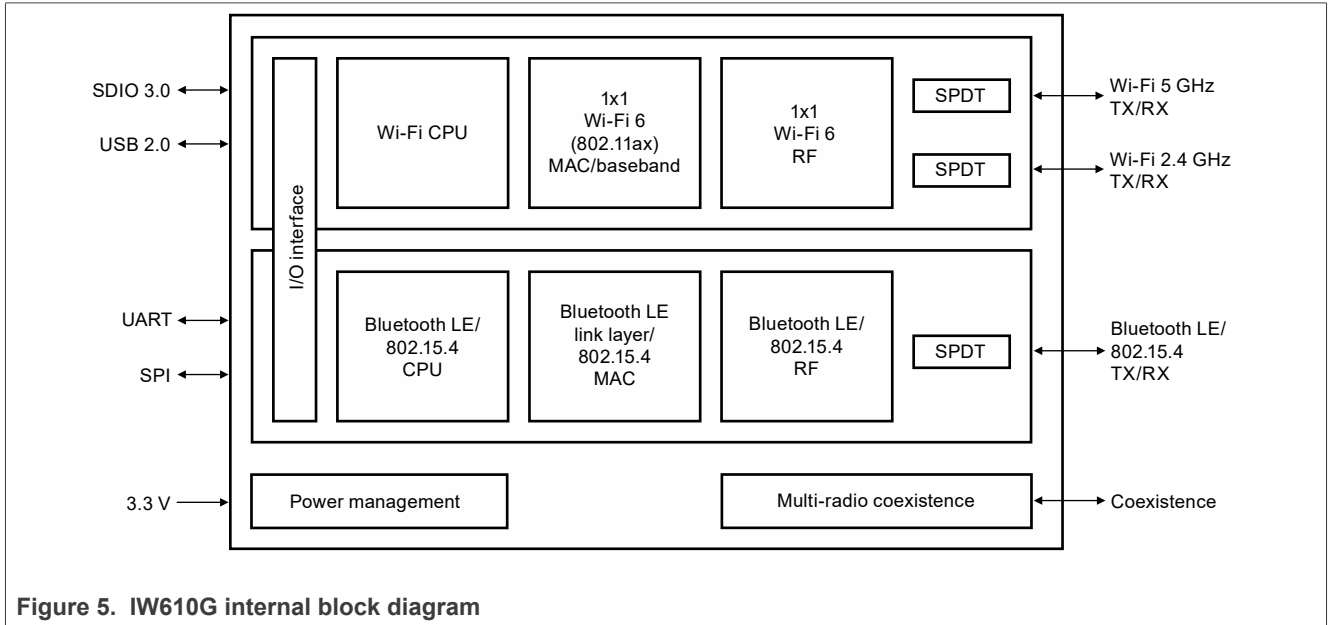 SDIO 3.0
USB 2.0
I/O interface
Wi-Fi CPU
1x1
Wi-Fi 6
(802.11ax)
MAC/baseband
1x1
Wi-Fi 6
RF
SPDT
SPDT
Wi-Fi 5 GHz
TX/RX
Wi-Fi 2.4 GHz
TX/RX
UART
SPI
Bluetooth LE/
802.15.4
CPU
Bluetooth LE
link layer/
802.15.4
MAC
Bluetooth LE/
802.15.4
RF
SPDT
Bluetooth LE/
802.15.4
TX/RX
3.3 V
Power management
Multi-radio coexistence
Coexistence
Figure 5. IW610G internal block diagram